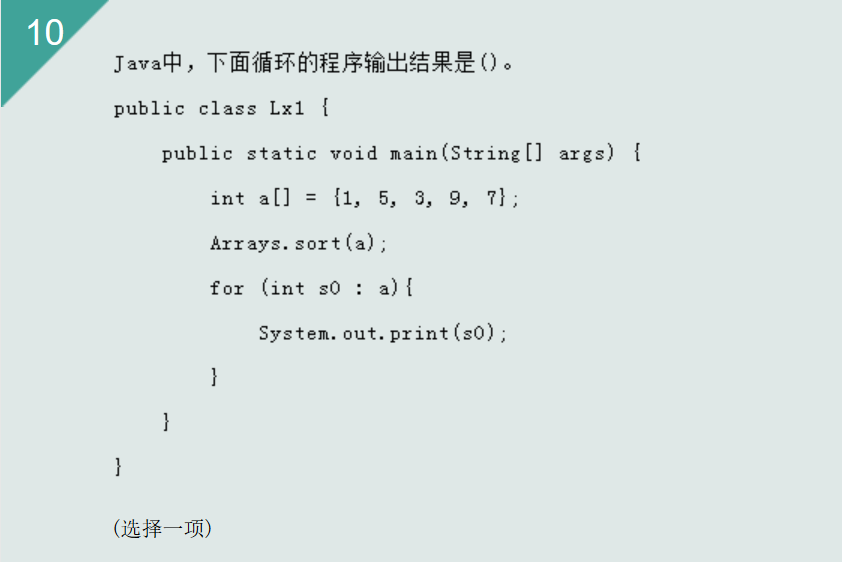 10
Java中，下面循环的程序输出结果是()。
public class Lx1 {
public static void main(String[] args) {
int a[] = {1, 5, 3, 9, 7};
Arrays.sort(a);
for (int s0 : a){
System.out.print(s0);
}
}
}
(选择一项)